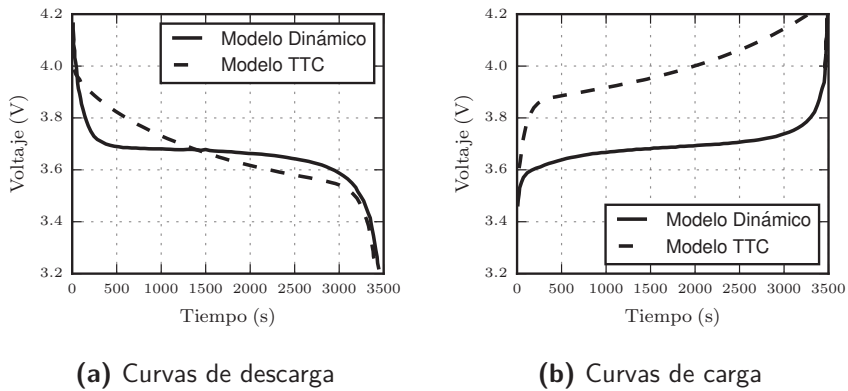 4.2
4.0
3.8
3.6
3.4
3.2
Voltaje (V)
Modelo Dinámico
Modelo TTC
0 500 1000 1500 2000 2500 3000 3500
Tiempo (s)
(a) Curvas de descarga
4.2
4.0
3.8
3.6
3.4
3.2
Voltaje (V)
Modelo Dinámico
Modelo TTC
0 500 1000 1500 2000 2500 3000 3500
Tiempo (s)
(b) Curvas de carga